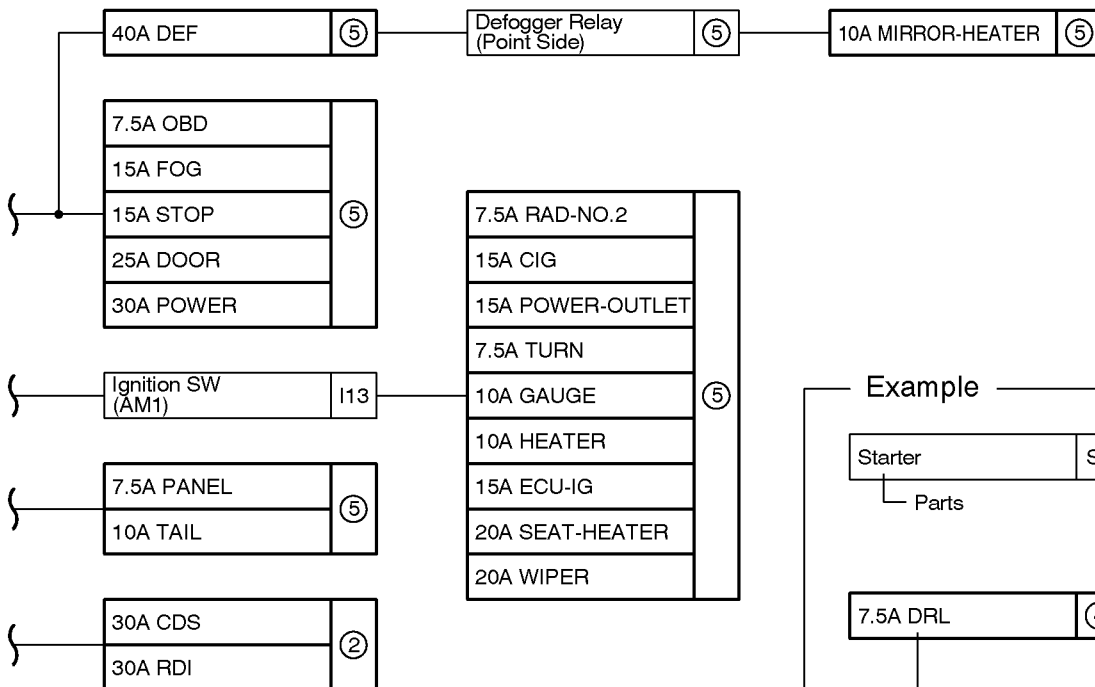 40A DEF ⑤
Defogger Relay ⑤
(Point Side)
10A MIRROR-HEATER ⑤
7.5A OBD
15A FOG
15A STOP ⑤
25A DOOR
30A POWER
7.5A RAD-NO.2
15A CIG
15A POWER-OUTLET
7.5A TURN
10A GAUGE ⑤
10A HEATER
15A ECU-IG
20A SEAT-HEATER
20A WIPER
Ignition SW I13
(AM1)
7.5A PANEL ⑤
10A TAIL
30A CDS ②
30A RDI
Example
Starter S
Parts
7.5A DRL